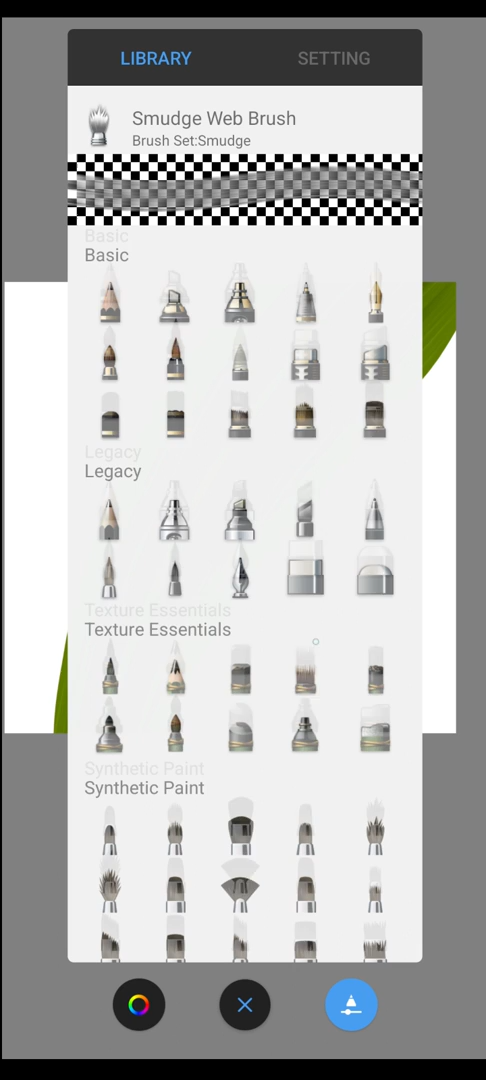 LIBRARY
SETTING
Smudge Web Brush
Brush Set:Smudge
Basic
Basic
Legacy
Legacy
Texture Essentials
Texture Essentials
Synthetic Paint
Synthetic Paint